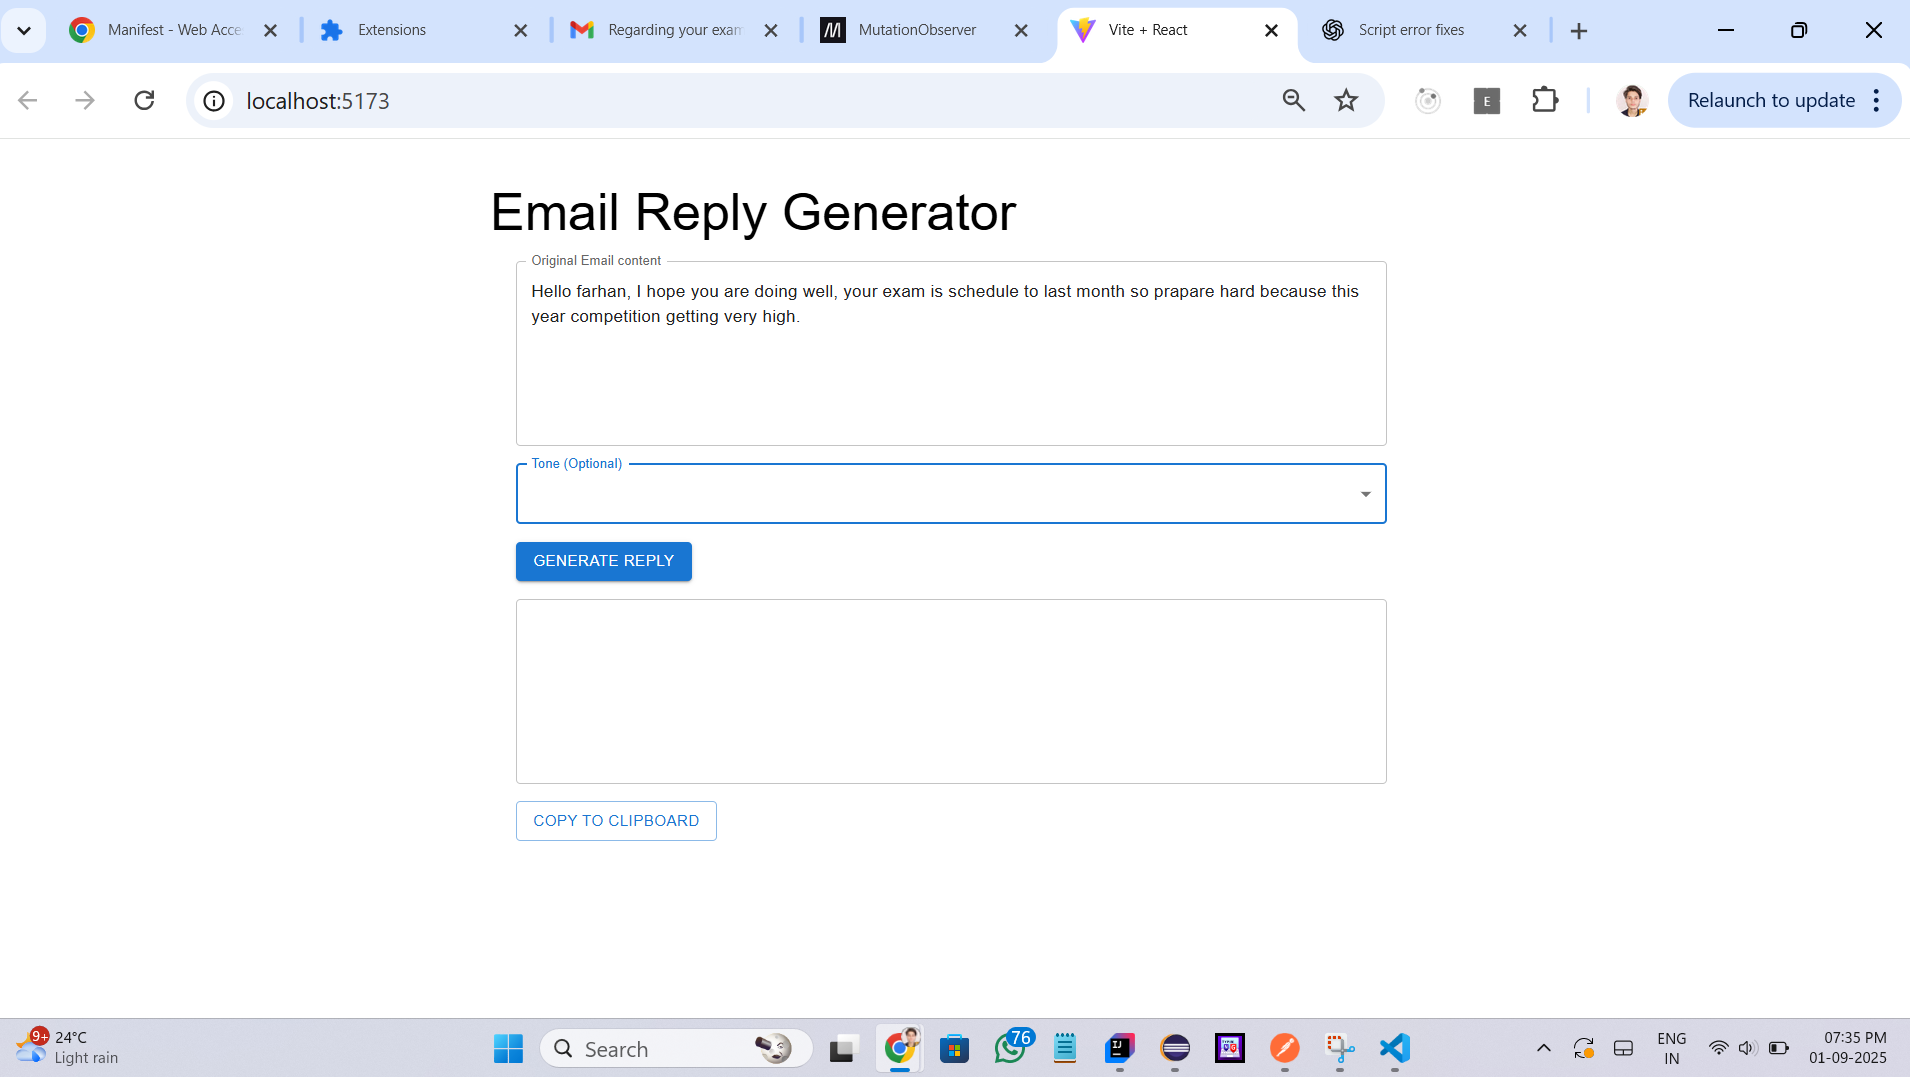 Manifest - Web Acce
Extensions
Regarding your exam
MutationObserver
Vite + React
Script error fixes
localhost:5173
E
Relaunch to update
Email Reply Generator
Original Email content
Hello farhan, I hope you are doing well, your exam is schedule to last month so prapare hard because this
year competition getting very high.
Tone (Optional)
GENERATE REPLY
COPY TO CLIPBOARD
9+
24°C
Light rain
Search
76
IJ
ENG
IN
07:35 PM
01-09-2025